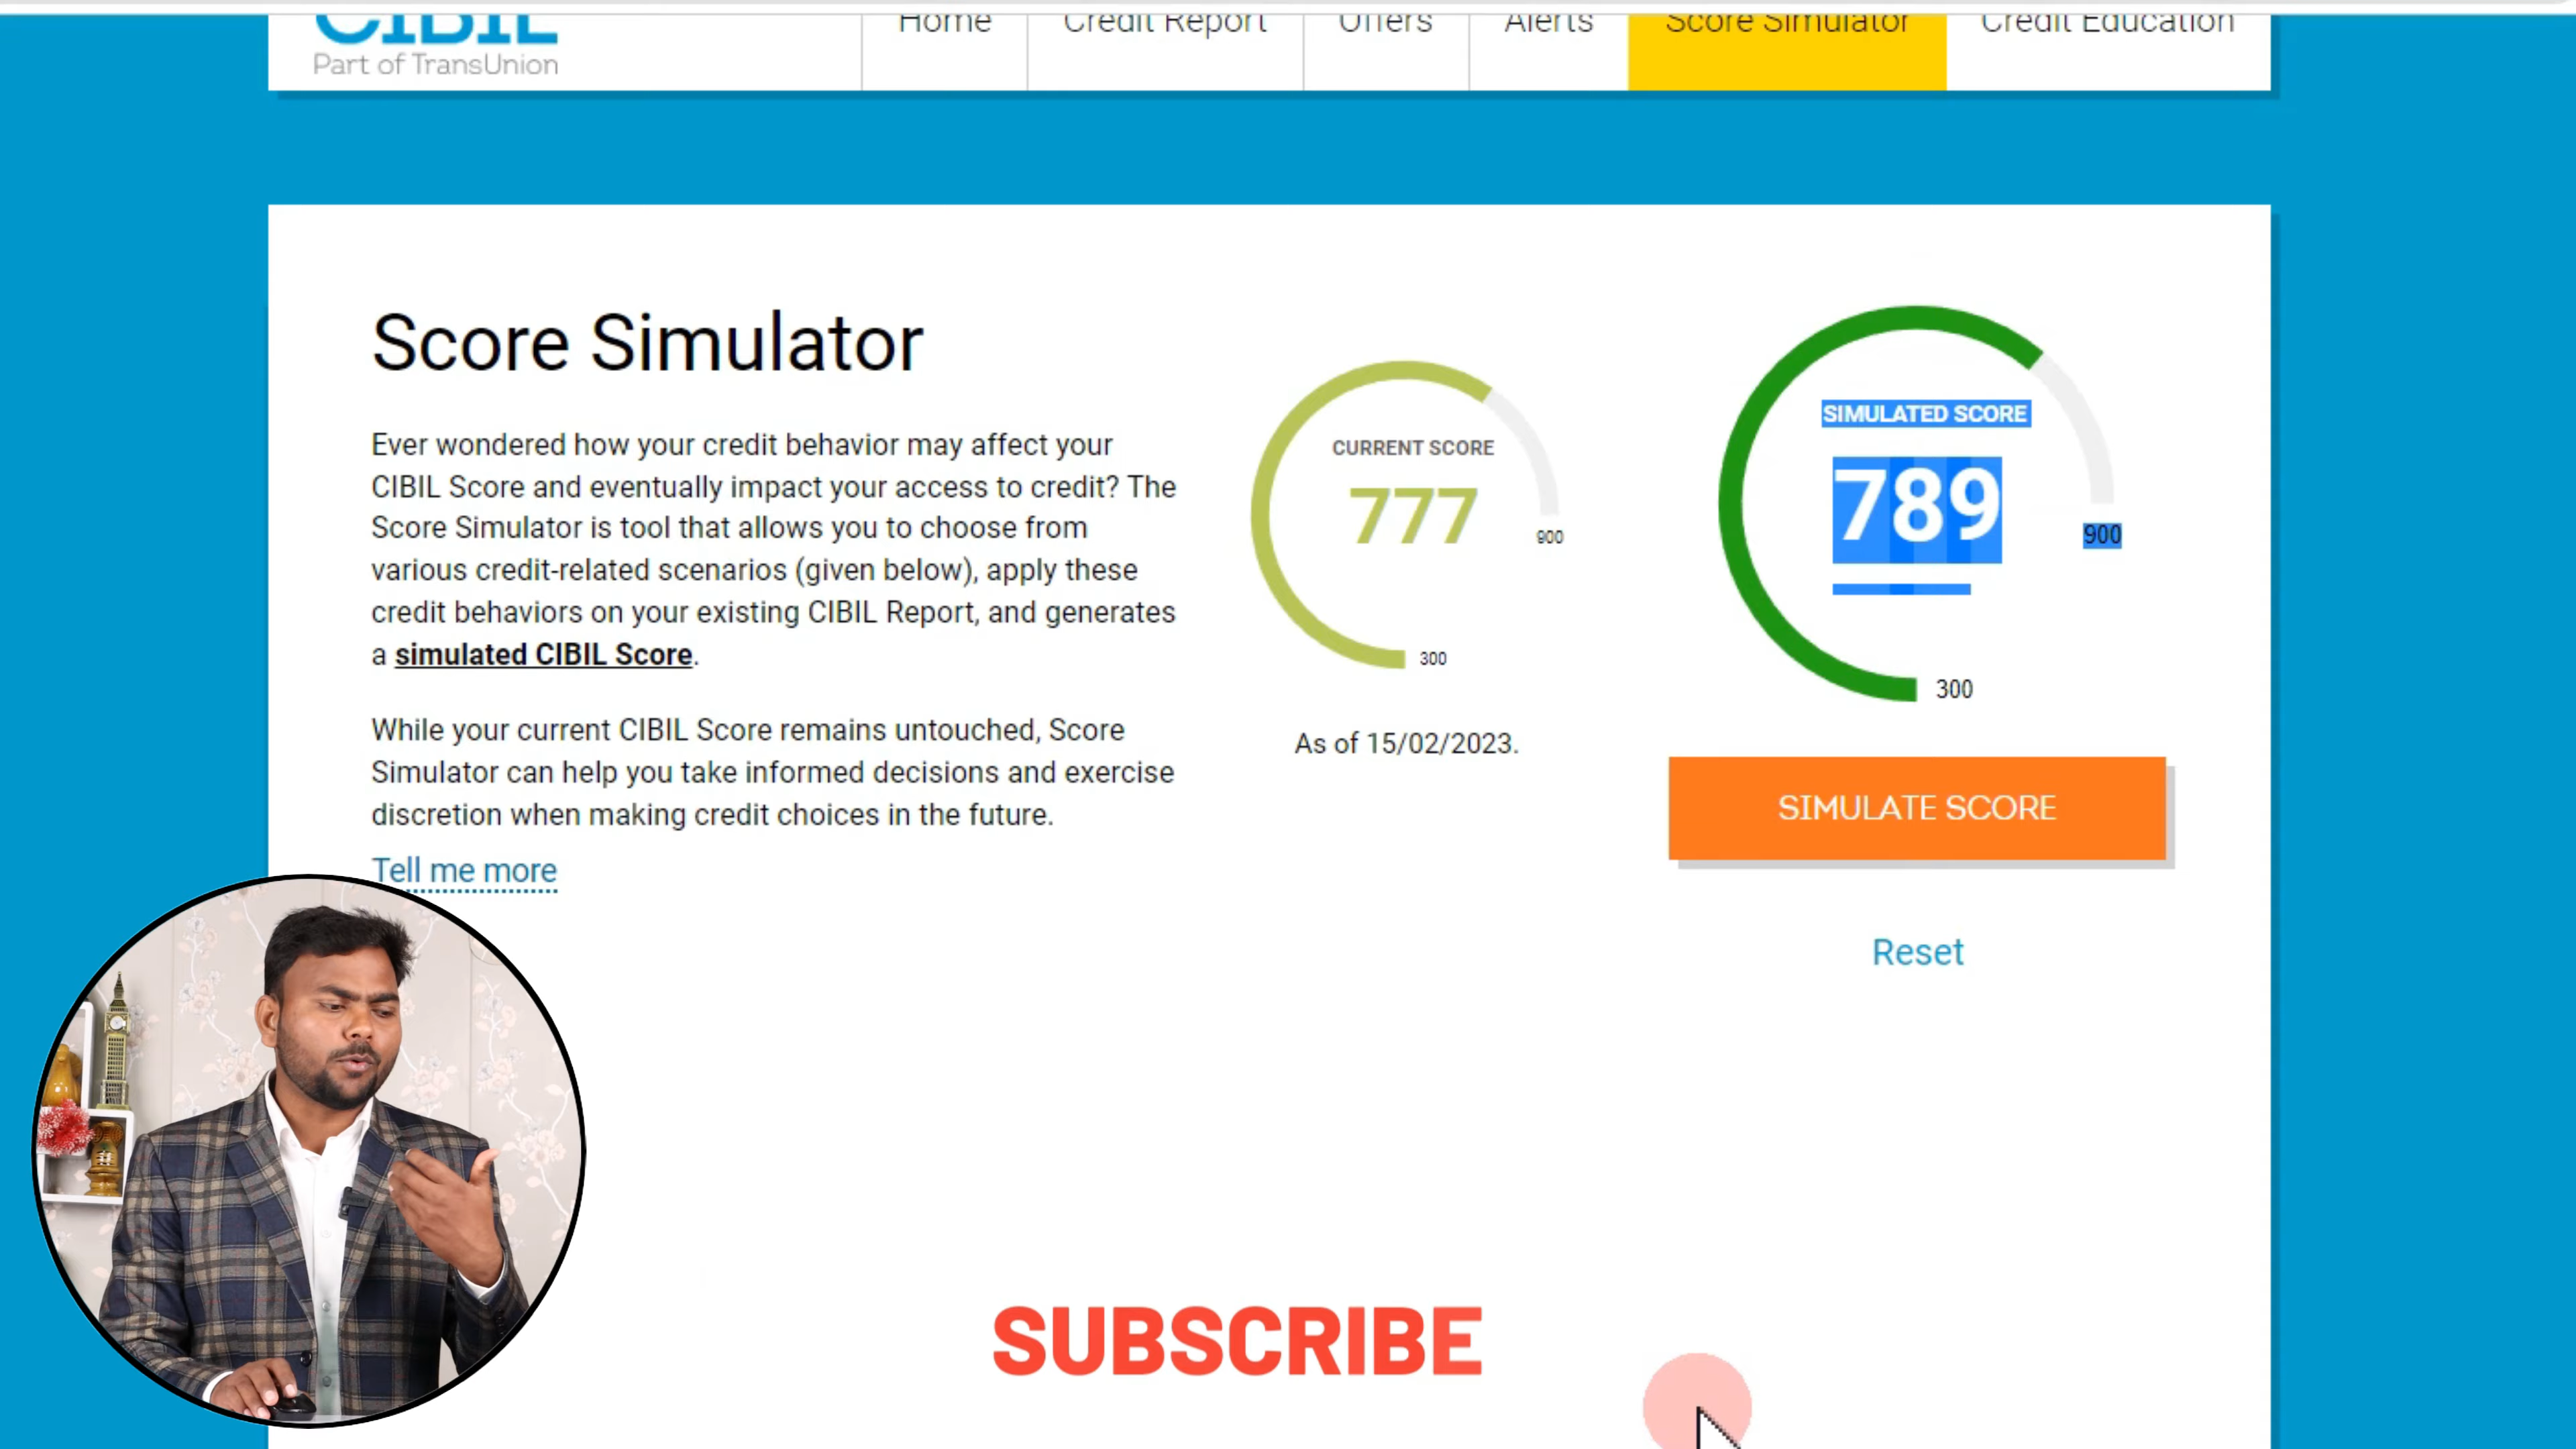 CIBIL
Part of TransUnion
Home
Credit Report
Offers
Alerts
Score Simulator
Credit Education
Score Simulator
Ever wondered how your credit behavior may affect your
CIBIL Score and eventually impact your access to credit? The
Score Simulator is tool that allows you to choose from
various credit-related scenarios (given below), apply these
credit behaviors on your existing CIBIL Report, and generates
a simulated CIBIL Score.
While your current CIBIL Score remains untouched, Score
Simulator can help you take informed decisions and exercise
discretion when making credit choices in the future.
Tell me more
CURRENT SCORE
777
900
300
As of 15/02/2023.
SIMULATED SCORE
789
900
300
SIMULATE SCORE
Reset
SUBSCRIBE